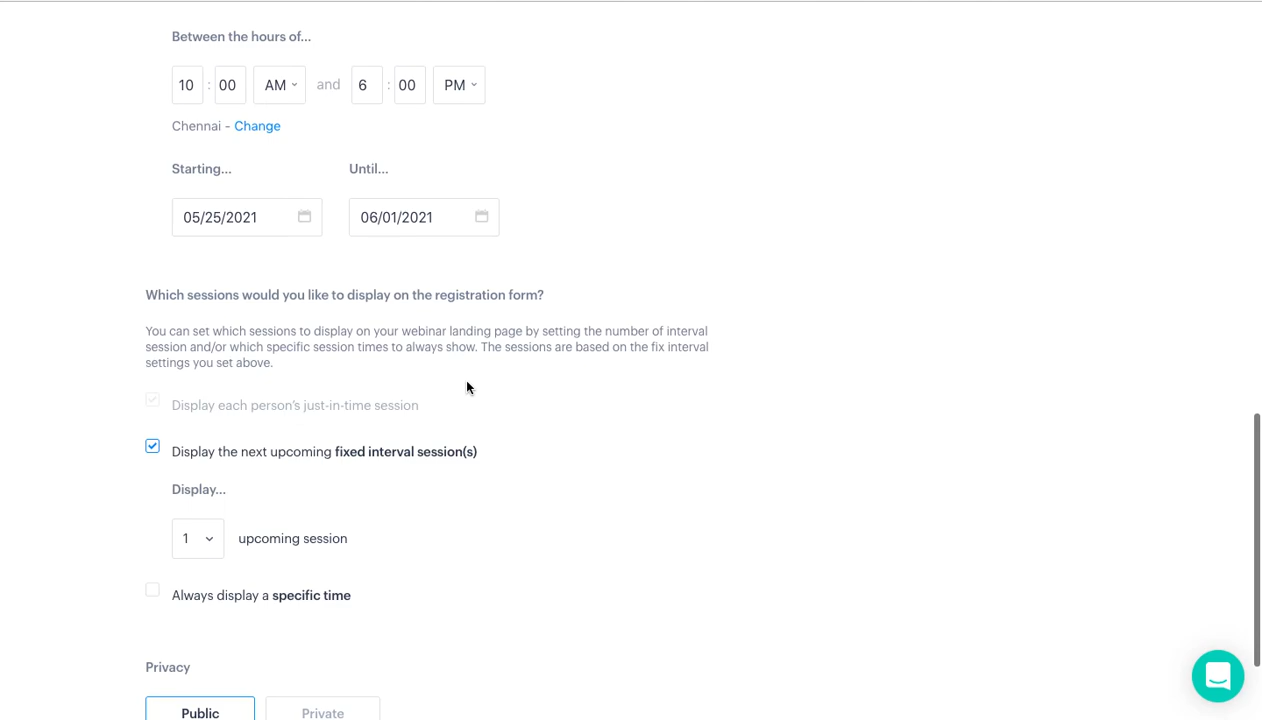 Between the hours of...
10 : 00 AM and 6 : 00 PM
Chennai - Change
Starting... Until...
05/25/2021 06/01/2021
Which sessions would you like to display on the registration form?
You can set which sessions to display on your webinar landing page by setting the number of interval
session and/or which specific session times to always show. The sessions are based on the fix interval
settings you set above.
Display each person's just-in-time session
Display the next upcoming fixed interval session(s)
Display...
1 upcoming session
Always display a specific time
Privacy
Public Private